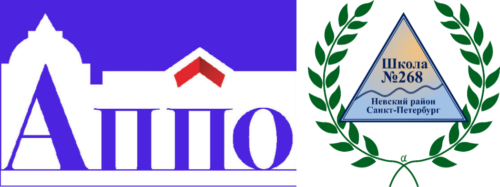 Аппо
Школа
№268
Невский район
Санкт-Петербург
α